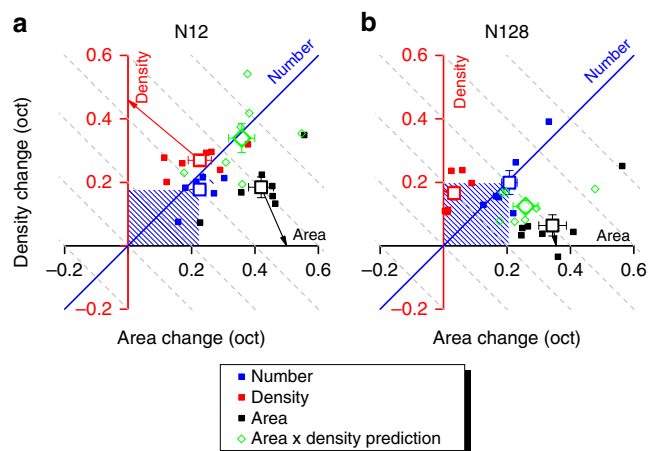 a
N12
b
N128
Density change (oct)
0.6
0.4
0.2
−0.2
Density
Number
Area
−0.2
0.2
0.4
0.6
Area change (oct)
0.6
0.4
0.2
−0.2
Density
Number
Area
−0.2
0.2
0.4
0.6
Area change (oct)
Number
Density
Area
Area x density prediction